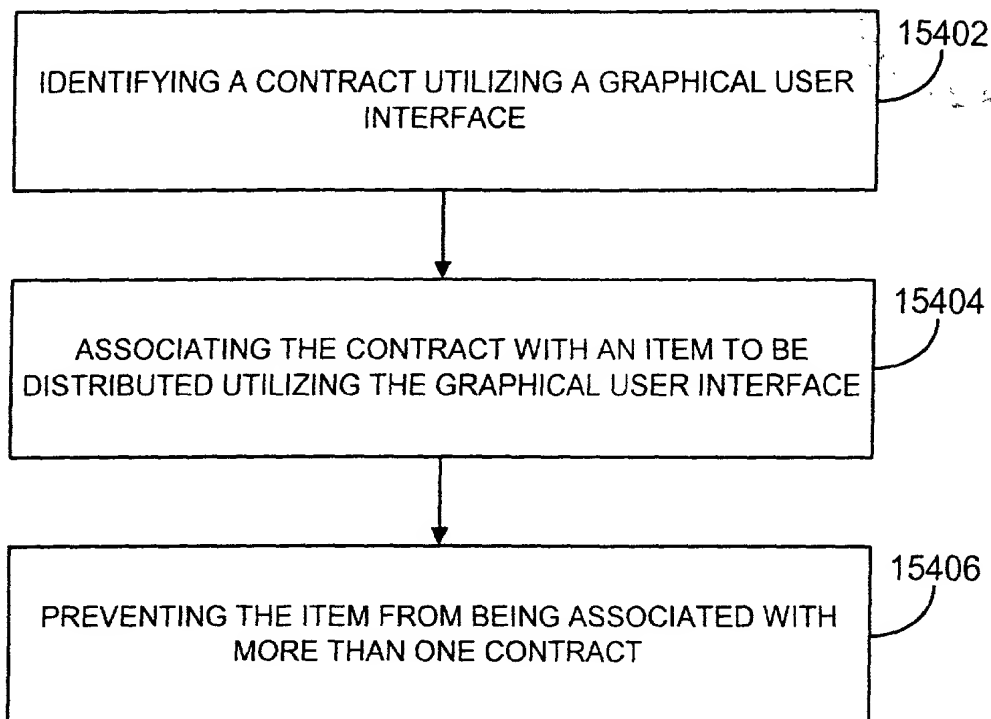 15402
IDENTIFYING A CONTRACT UTILIZING A GRAPHICAL USER
INTERFACE
15404
ASSOCIATING THE CONTRACT WITH AN ITEM TO BE
DISTRIBUTED UTILIZING THE GRAPHICAL USER INTERFACE
15406
PREVENTING THE ITEM FROM BEING ASSOCIATED WITH
MORE THAN ONE CONTRACT